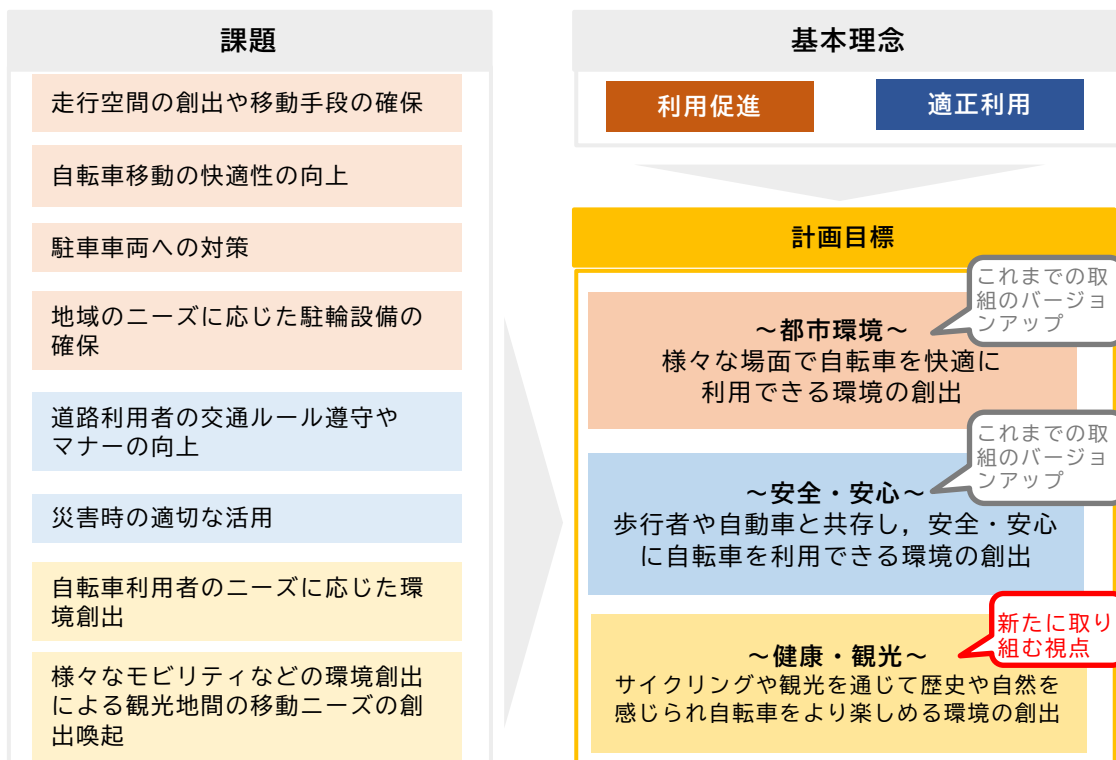 課題
走行空間の創出や移動手段の確保
自転車移動の快適性の向上
駐車車両への対策
地域のニーズに応じた駐輪設備の
確保
道路利用者の交通ルール遵守や
マナーの向上
災害時の適切な活用
自転車利用者のニーズに応じた環
境創出
様々なモビリティなどの環境創出
による観光地間の移動ニーズの創
出喚起
基本理念
利用促進
適正利用
計画目標
これまでの取
組のバージョ
ンアップ
～都市環境～
様々な場面で自転車を快適に
利用できる環境の創出
これまでの取
組のバージョ
ンアップ
～安全・安心～
歩行者や自動車と共存し，安全・安心
に自転車を利用できる環境の創出
新たに取り
組む視点
～健康・観光～
サイクリングや観光を通じて歴史や自然を
感じられ自転車をより楽しめる環境の創出